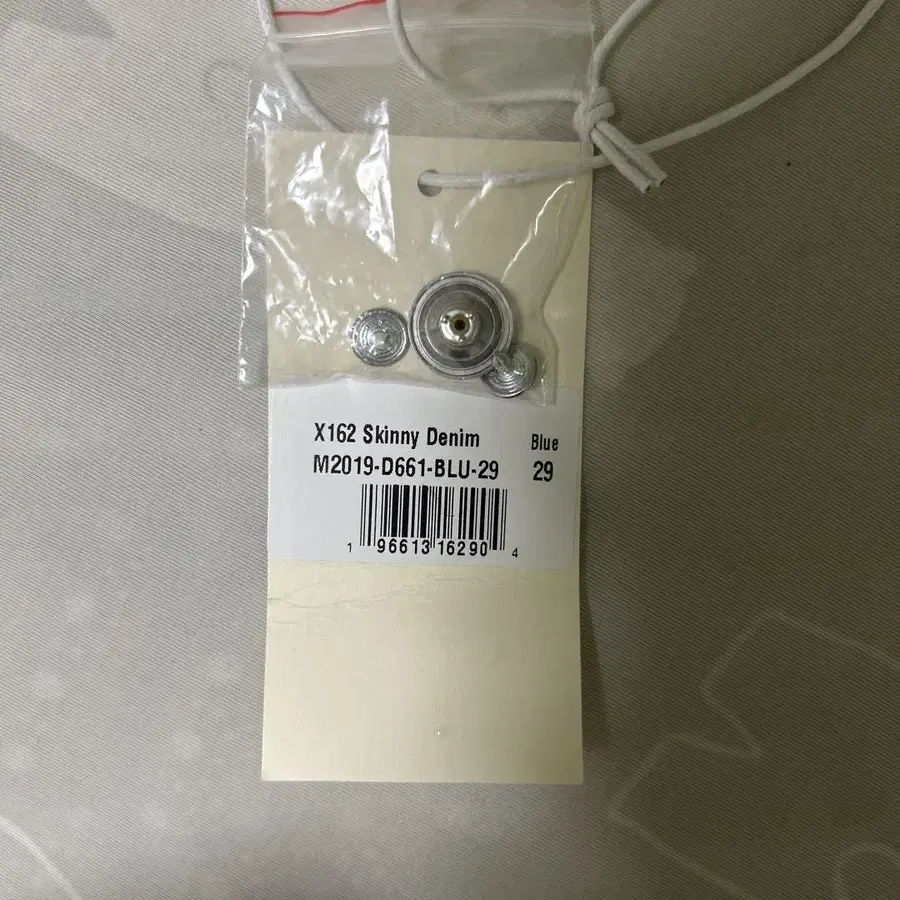 X162 Skinny Denim Blue
M2019-D661-BLU-29 29
1 96613 16290 4